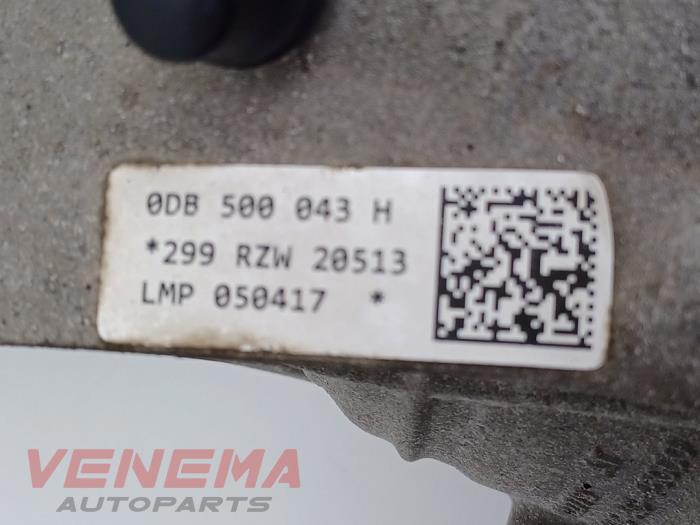 0DB 500 043 H
*299 RZW 20513
LMP 050417 *
VENEMA
AUTOPARTS